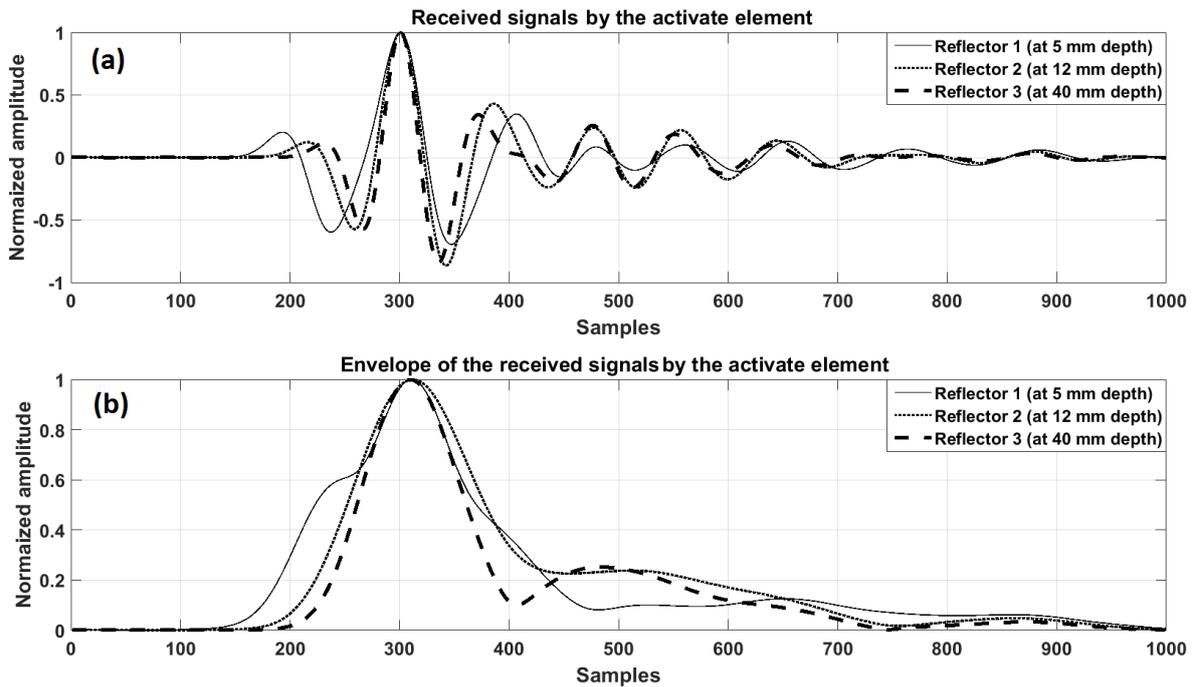 Received signals by the activate element
(a)
Reflector 1 (at 5 mm depth)
Reflector 2 (at 12 mm depth)
Reflector 3 (at 40 mm depth)
Normaized amplitude
1
0.5
0
-0.5
-1
0 100 200 300 400 500 600 700 800 900 1000
Samples
Envelope of the received signals by the activate element
(b)
Reflector 1 (at 5 mm depth)
Reflector 2 (at 12 mm depth)
Reflector 3 (at 40 mm depth)
Normaized amplitude
1
0.8
0.6
0.4
0.2
0
0 100 200 300 400 500 600 700 800 900 1000
Samples